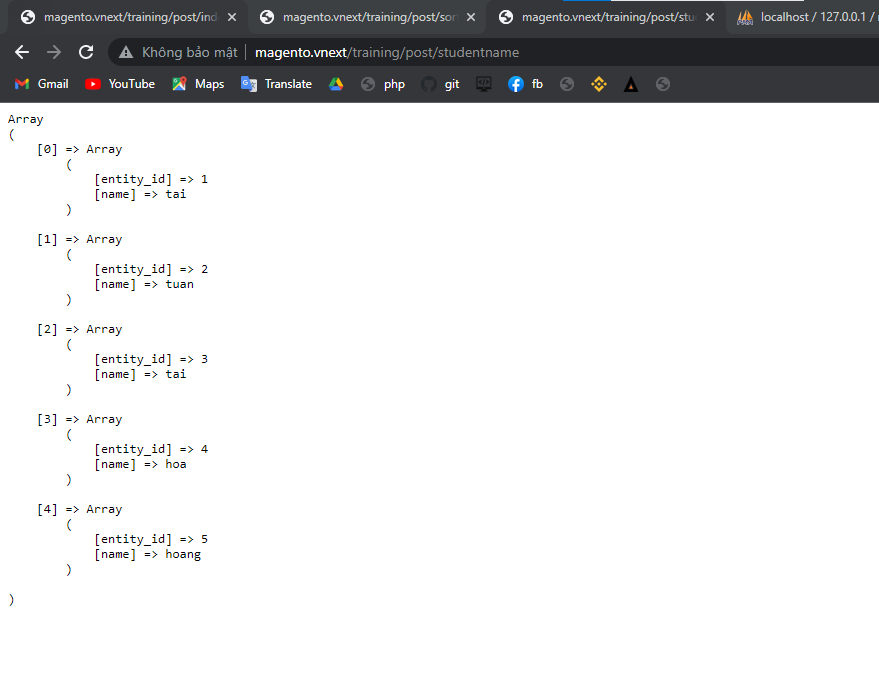 magento.vnext/training/post/ind
magento.vnext/training/post/sor
magento.vnext/training/post/stu
localhost / 127.0.0.1 /
Không bảo mật
magento.vnext/training/post/studentname
Gmail
YouTube
Maps
Translate
php
git
fb
Array
(
    [0] => Array
        (
            [entity_id] => 1
            [name] => tai
        )

    [1] => Array
        (
            [entity_id] => 2
            [name] => tuan
        )

    [2] => Array
        (
            [entity_id] => 3
            [name] => tai
        )

    [3] => Array
        (
            [entity_id] => 4
            [name] => hoa
        )

    [4] => Array
        (
            [entity_id] => 5
            [name] => hoang
        )

)